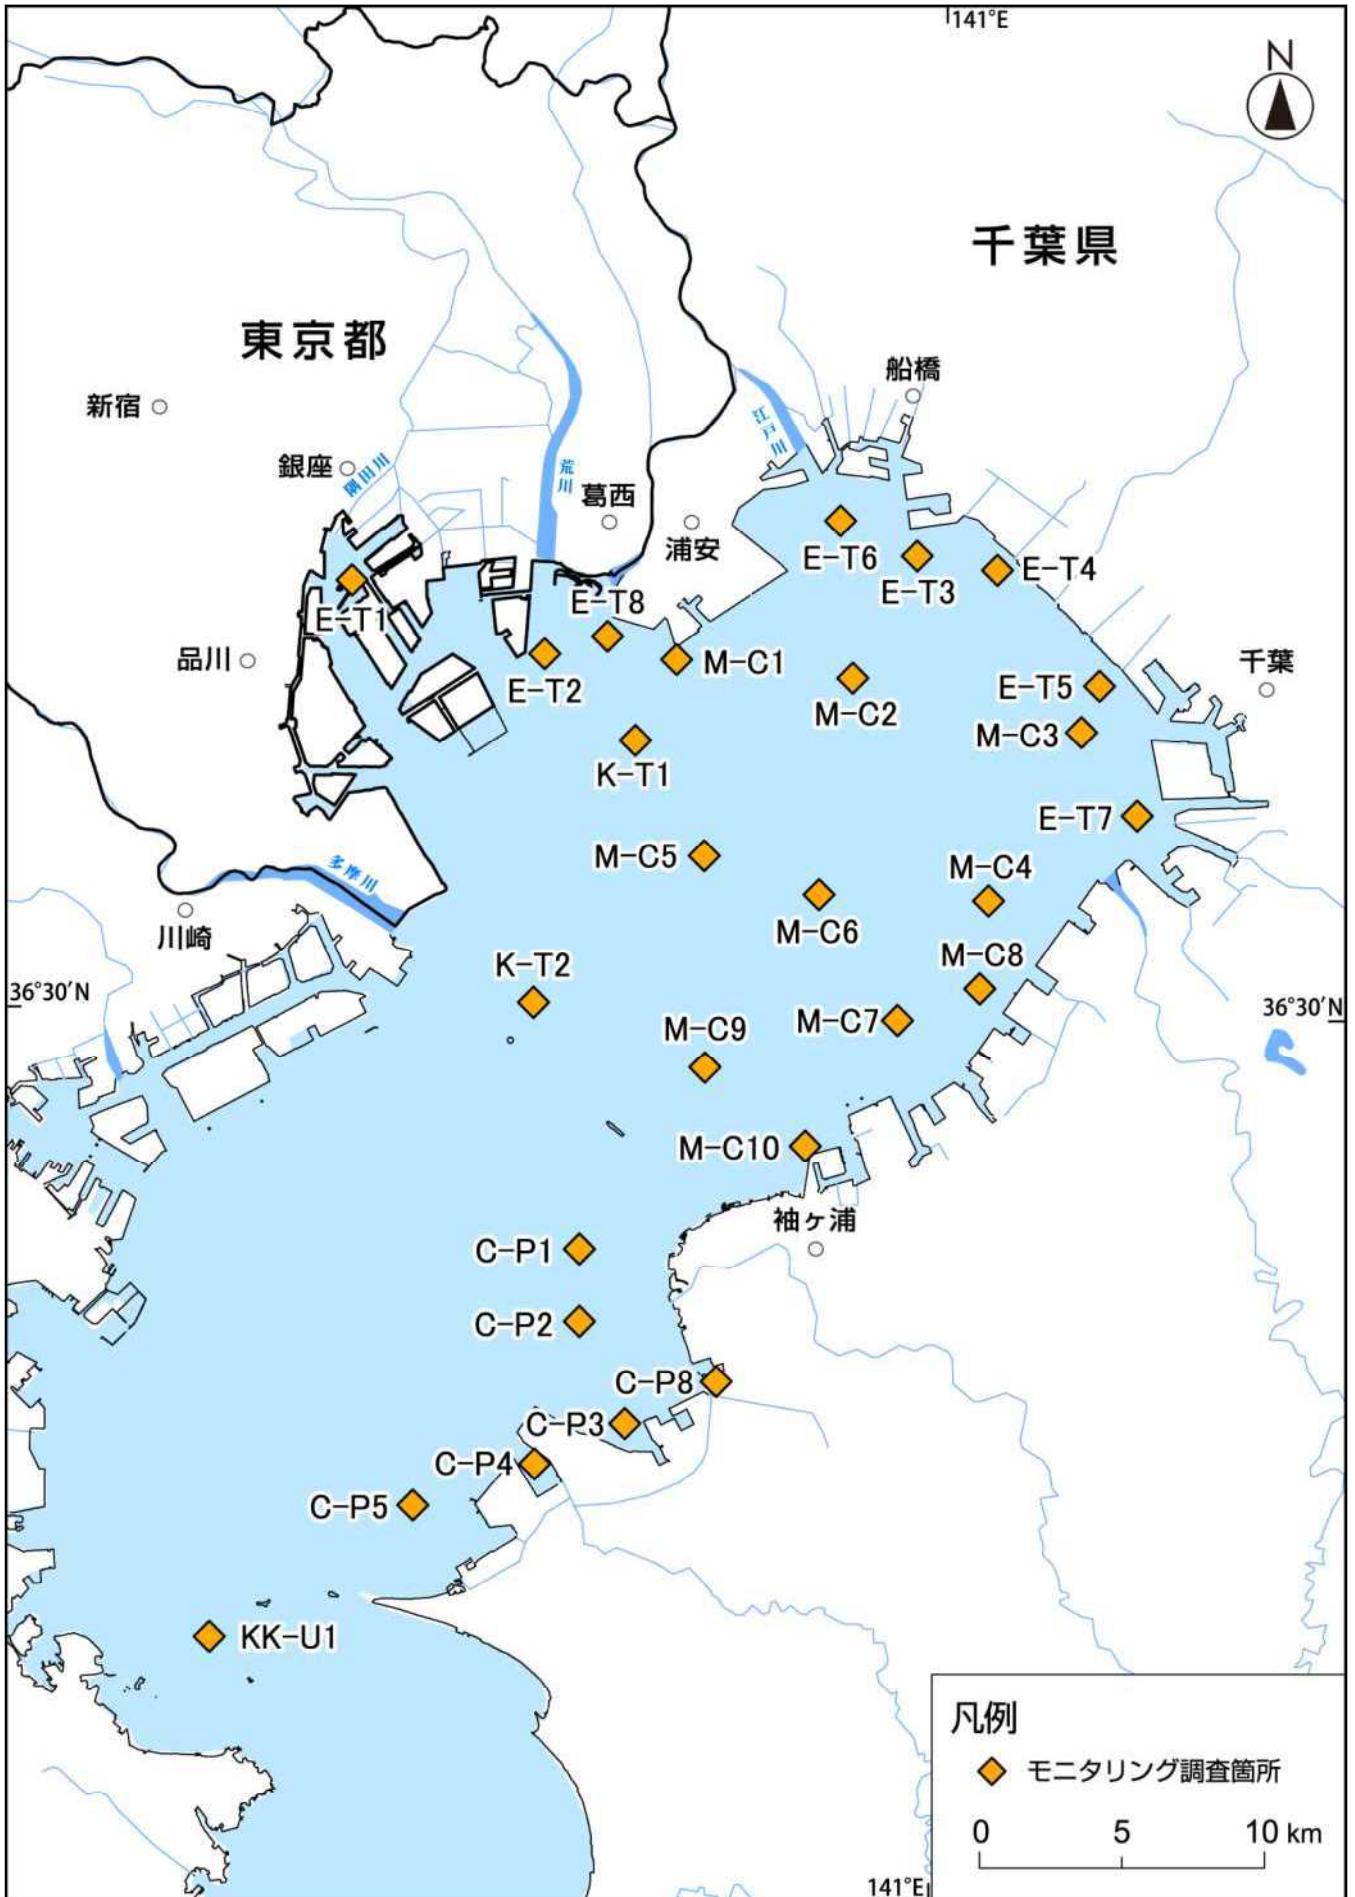 141°E
N
千葉県
東京都
船橋
新宿
江戸川
銀座
隅田川
荒川
葛西
浦安
E-T6
E-T3
E-T4
E-T1
E-T8
品川
M-C1
千葉
E-T2
M-C2
E-T5
M-C3
K-T1
E-T7
M-C5
多摩川
M-C4
M-C6
川崎
M-C8
K-T2
36°30′N
36°30′N
M-C7
M-C9
M-C10
袖ヶ浦
C-P1
C-P2
C-P8
C-P3
C-P4
C-P5
KK-U1
凡例
モニタリング調査箇所
0 5 10 km
141°E